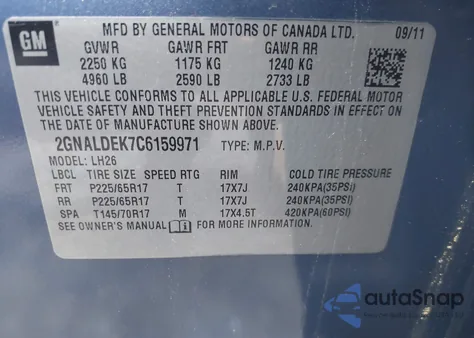 GM
MFD BY GENERAL MOTORS OF CANADA LTD. 09/11
GVWR GAWR FRT GAWR RR
2250 KG 1175 KG 1240 KG
4960 LB 2590 LB 2733 LB
THIS VEHICLE CONFORMS TO ALL APPLICABLE U.S. FEDERAL MOTOR
VEHICLE SAFETY AND THEFT PREVENTION STANDARDS IN EFFECT ON
THE DATE OF MANUFACTURE SHOWN ABOVE.
2GNALDEK7C6159971 TYPE: M.P.V.
MODEL: LH26
LBCL TIRE SIZE SPEED RTG RIM COLD TIRE PRESSURE
FRT P225/65R17 T 17X7J 240KPA(35PSI)
RR P225/65R17 T 17X7J 240KPA(35PSI)
SPA T145/70R17 M 17X4.5T 420KPA(60PSI)
SEE OWNER'S MANUAL i FOR MORE INFORMATION.
autoSnap